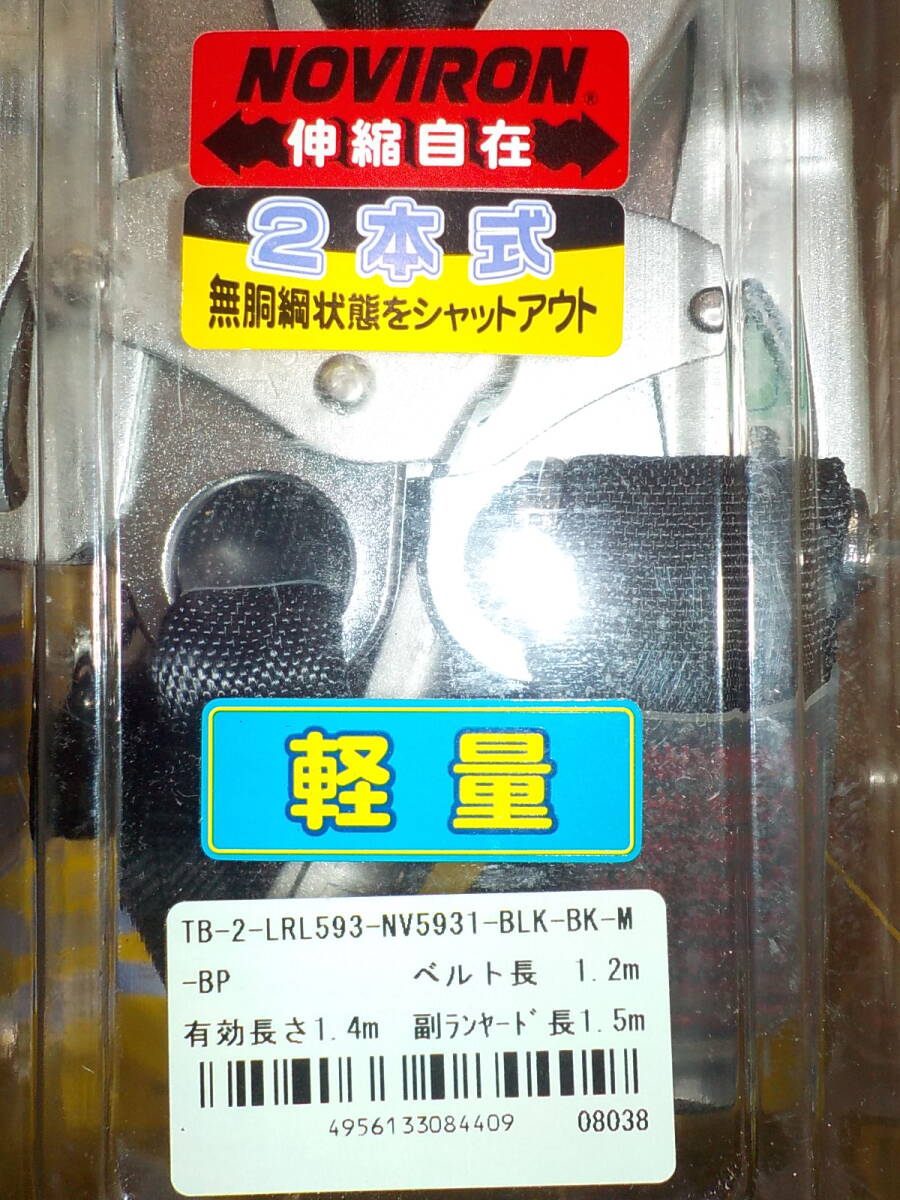 NOVIRON®
伸縮自在
2本式
無胴綱状態をシャットアウト
軽量
TB-2-LRL593-NV5931-BLK-BK-M
-BP ベルト長 1.2m
有効長さ1.4m 副ﾗﾝﾔｰﾄﾞ長1.5m
4956133084409 08038